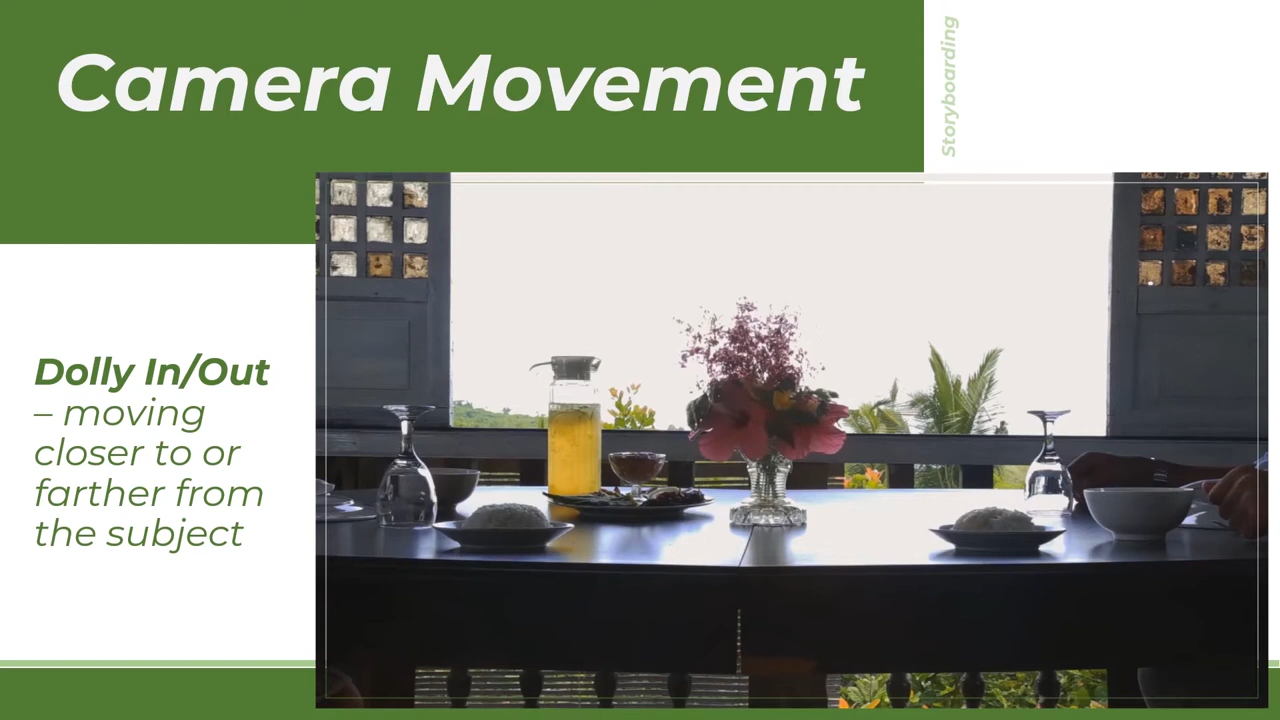 Camera Movement
Storyboarding
Dolly In/Out
– moving
closer to or
farther from
the subject